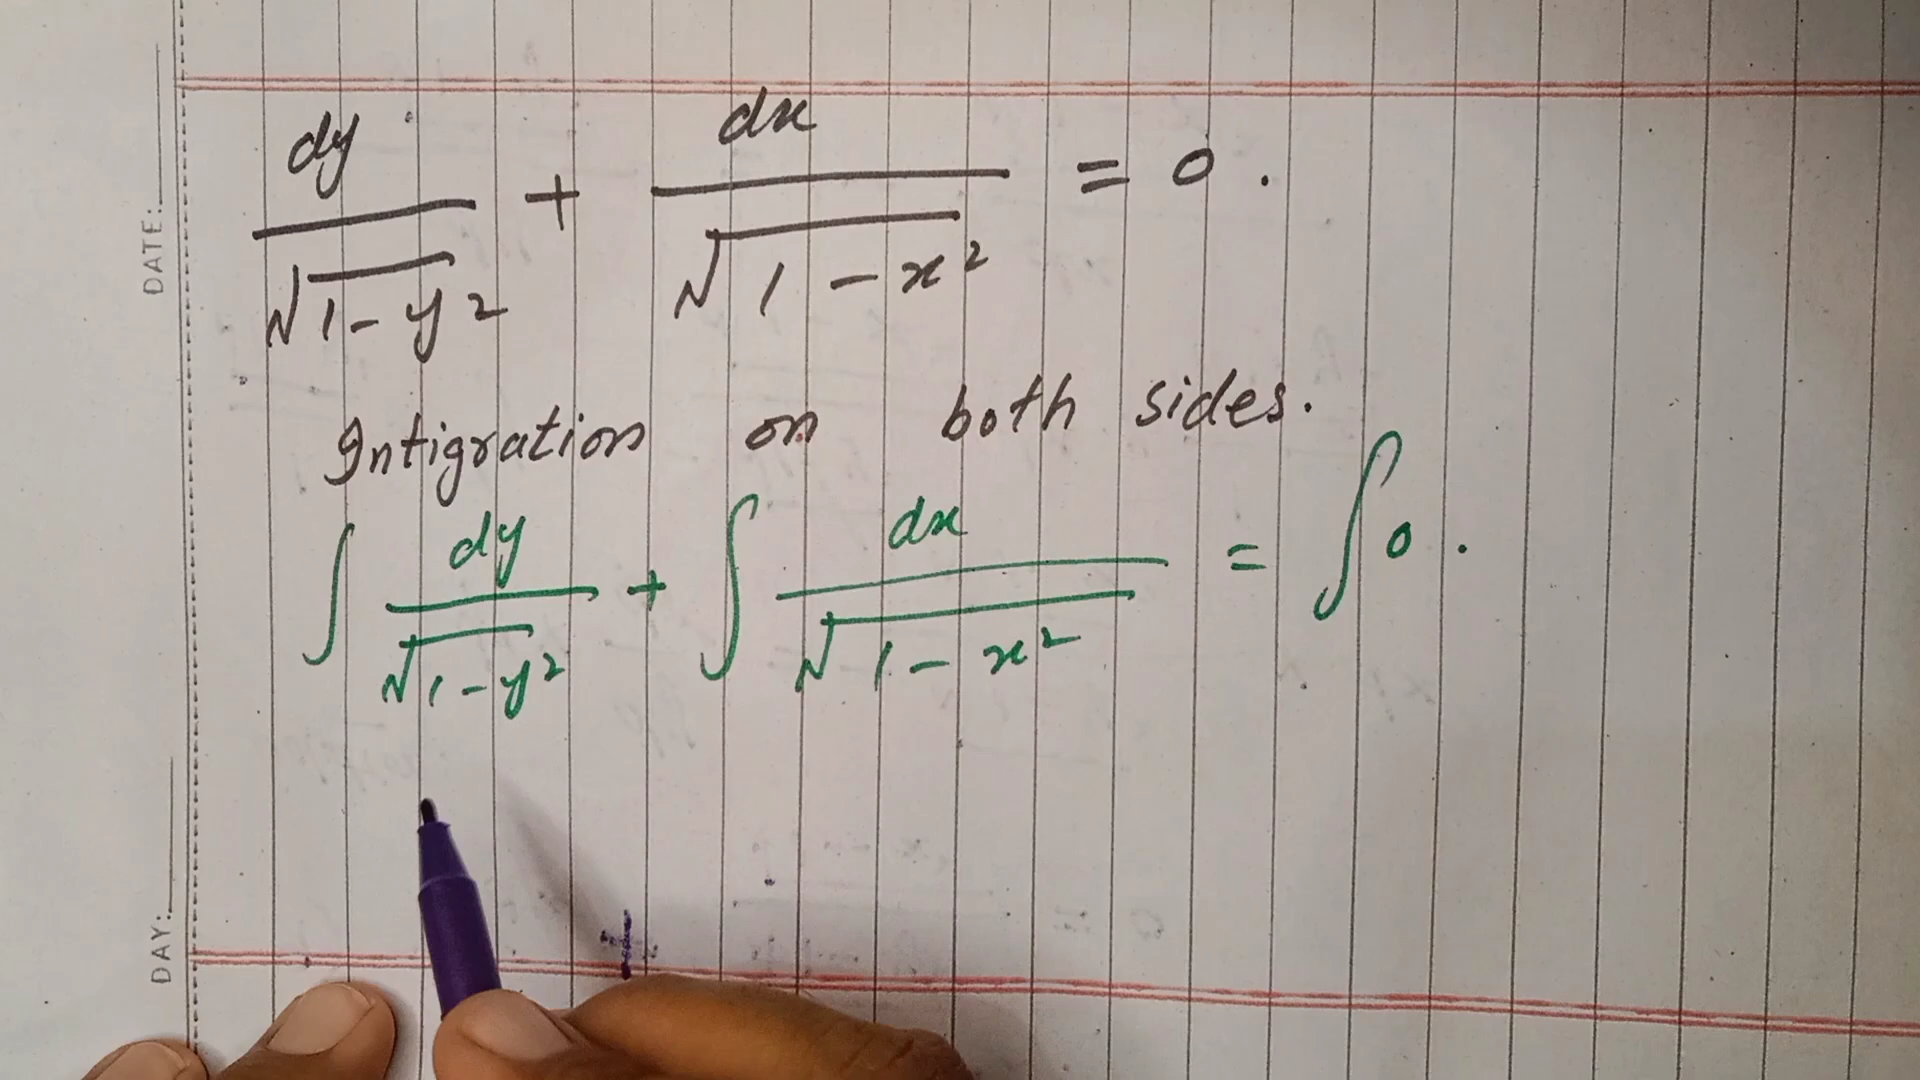 DATE:
dy/√(1-y²) + dx/√(1-x²) = 0.
Intigration on both sides.
∫ dy/√(1-y²) + ∫ dx/√(1-x²) = ∫0.
DAY: